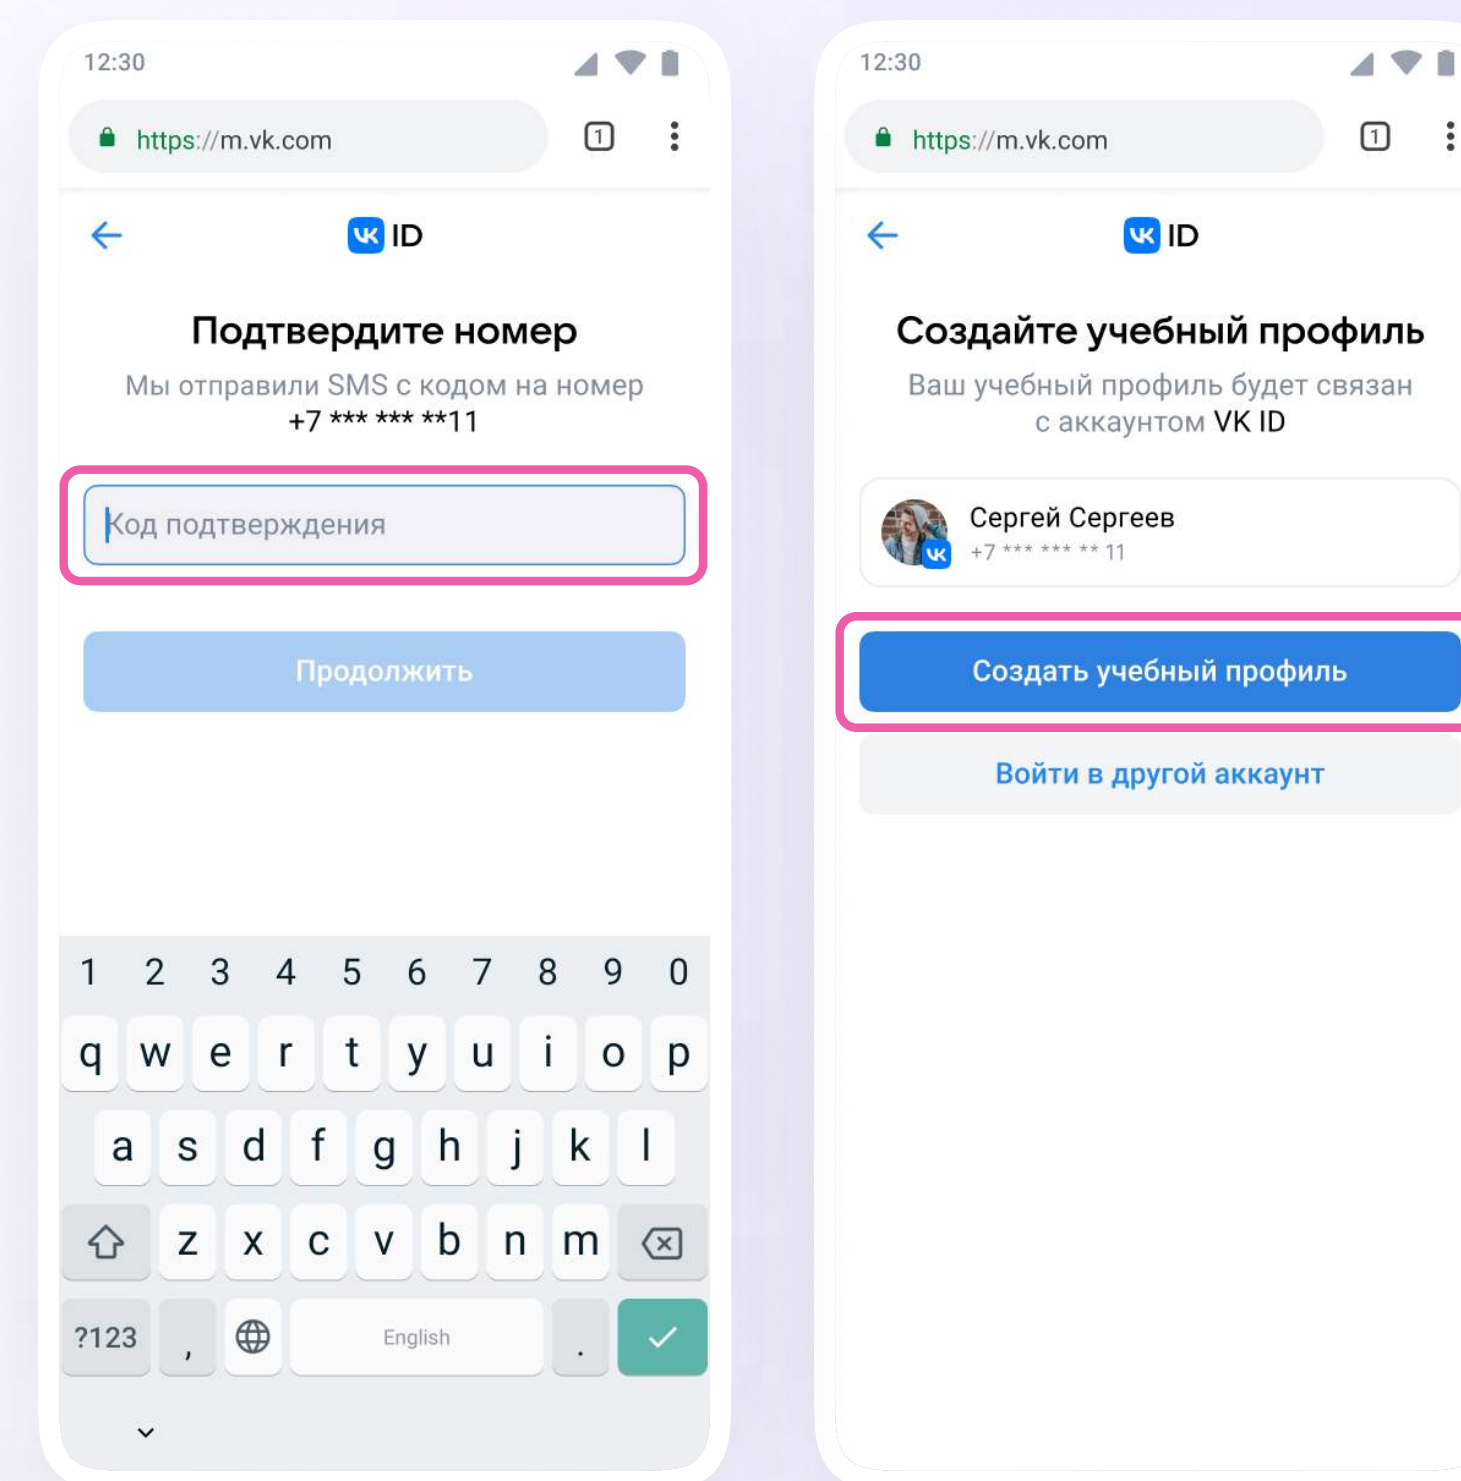 12:30
https://m.vk.com
1
VK ID
Подтвердите номер
Мы отправили SMS с кодом на номер
+7 *** *** **11
Код подтверждения
Продолжить
1 2 3 4 5 6 7 8 9 0
q w e r t y u i o p
a s d f g h j k l
z x c v b n m
?123 , English .
12:30
https://m.vk.com
1
VK ID
Создайте учебный профиль
Ваш учебный профиль будет связан
с аккаунтом VK ID
Сергей Сергеев
VK
+7 *** *** ** 11
Создать учебный профиль
Войти в другой аккаунт